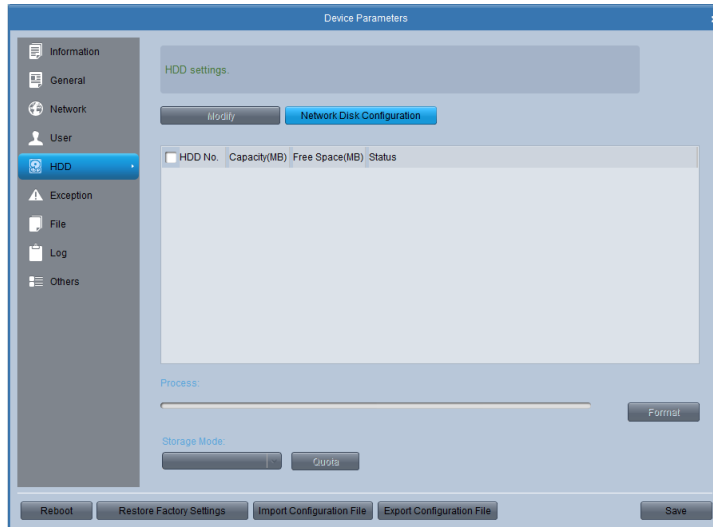 Device Parameters
Information
General
Network
User
HDD
Exception
File
Log
Others
HDD settings.
Modify
Network Disk Configuration
HDD No. Capacity(MB) Free Space(MB) Status
Process:
Format
Storage Mode:
Quota
Reboot Restore Factory Settings Import Configuration File Export Configuration File Save